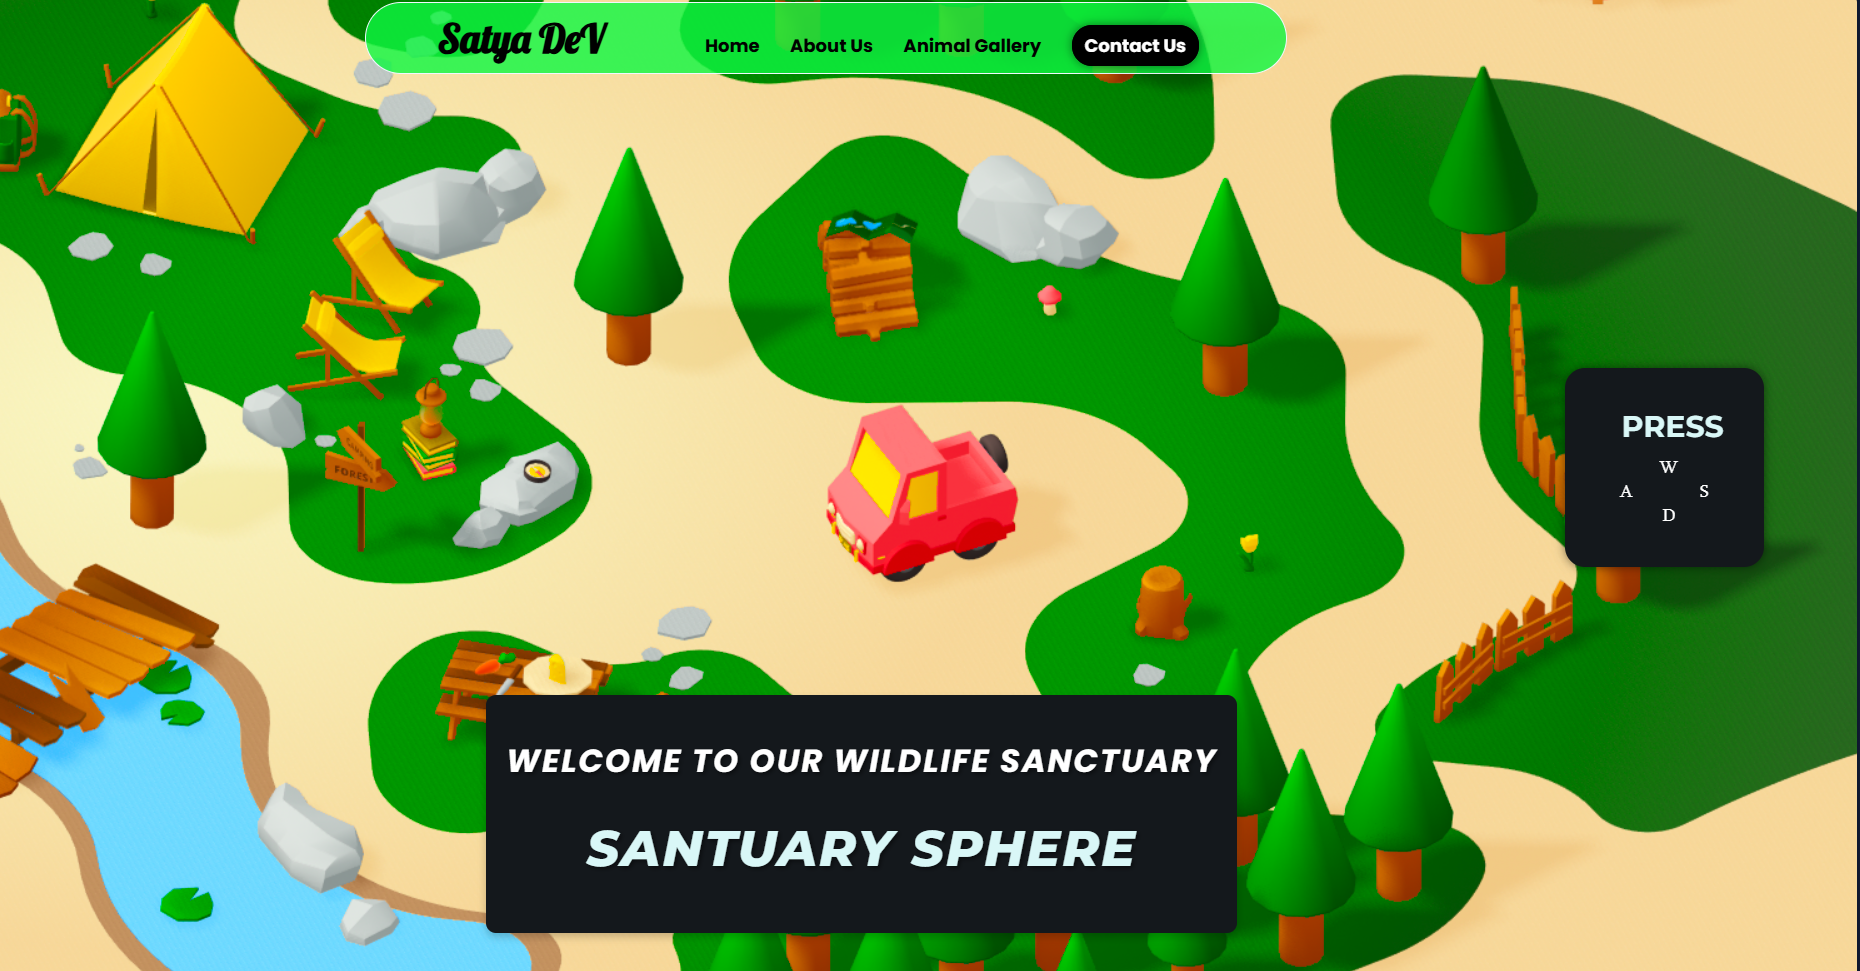 Satya DeV
Home
About Us
Animal Gallery
Contact Us
FOREST
PRESS
W
A S
D
WELCOME TO OUR WILDLIFE SANCTUARY
SANTUARY SPHERE